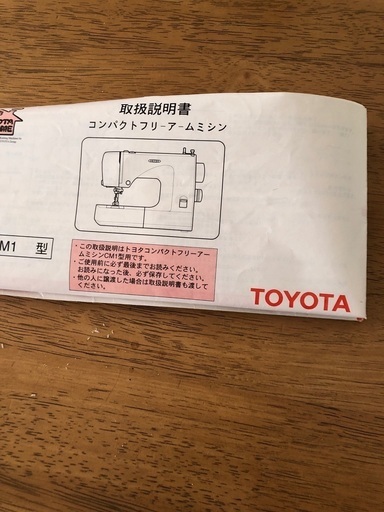 取扱説明書
コンパクトフリーアームミシン
M1 型
・この取扱説明はトヨタコンパクトフリーアー
ムミシンCM1型用です。
・ご使用前に必ず最後までお読みください。
お読みになった後、必ず保存してください。
・他の人に譲渡した場合は取扱説明書も渡して
ください。
TOYOTA